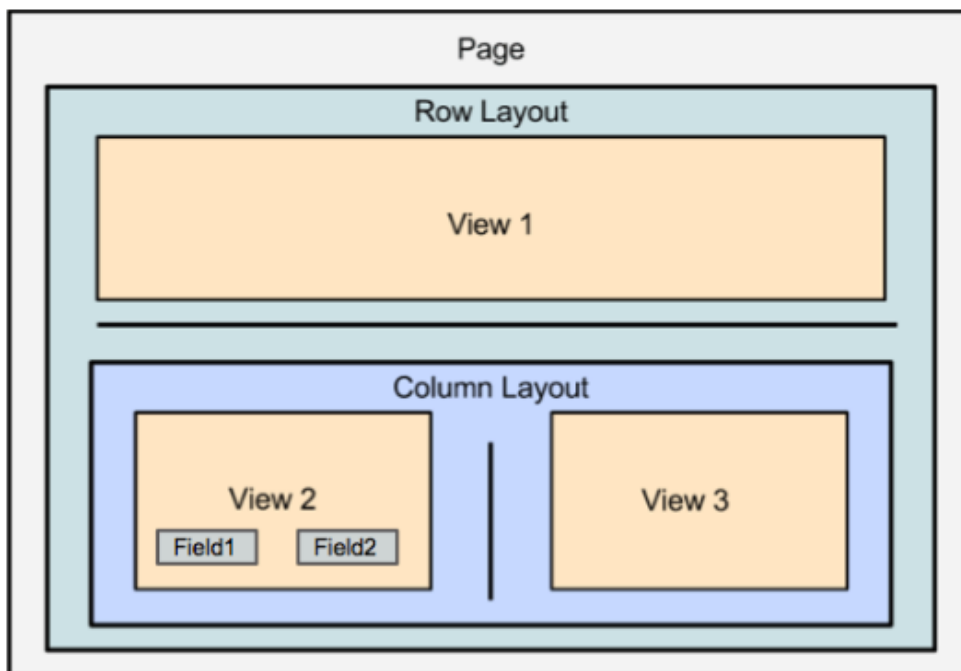 Page
Row Layout
View 1
Column Layout
View 2
Field1
Field2
View 3